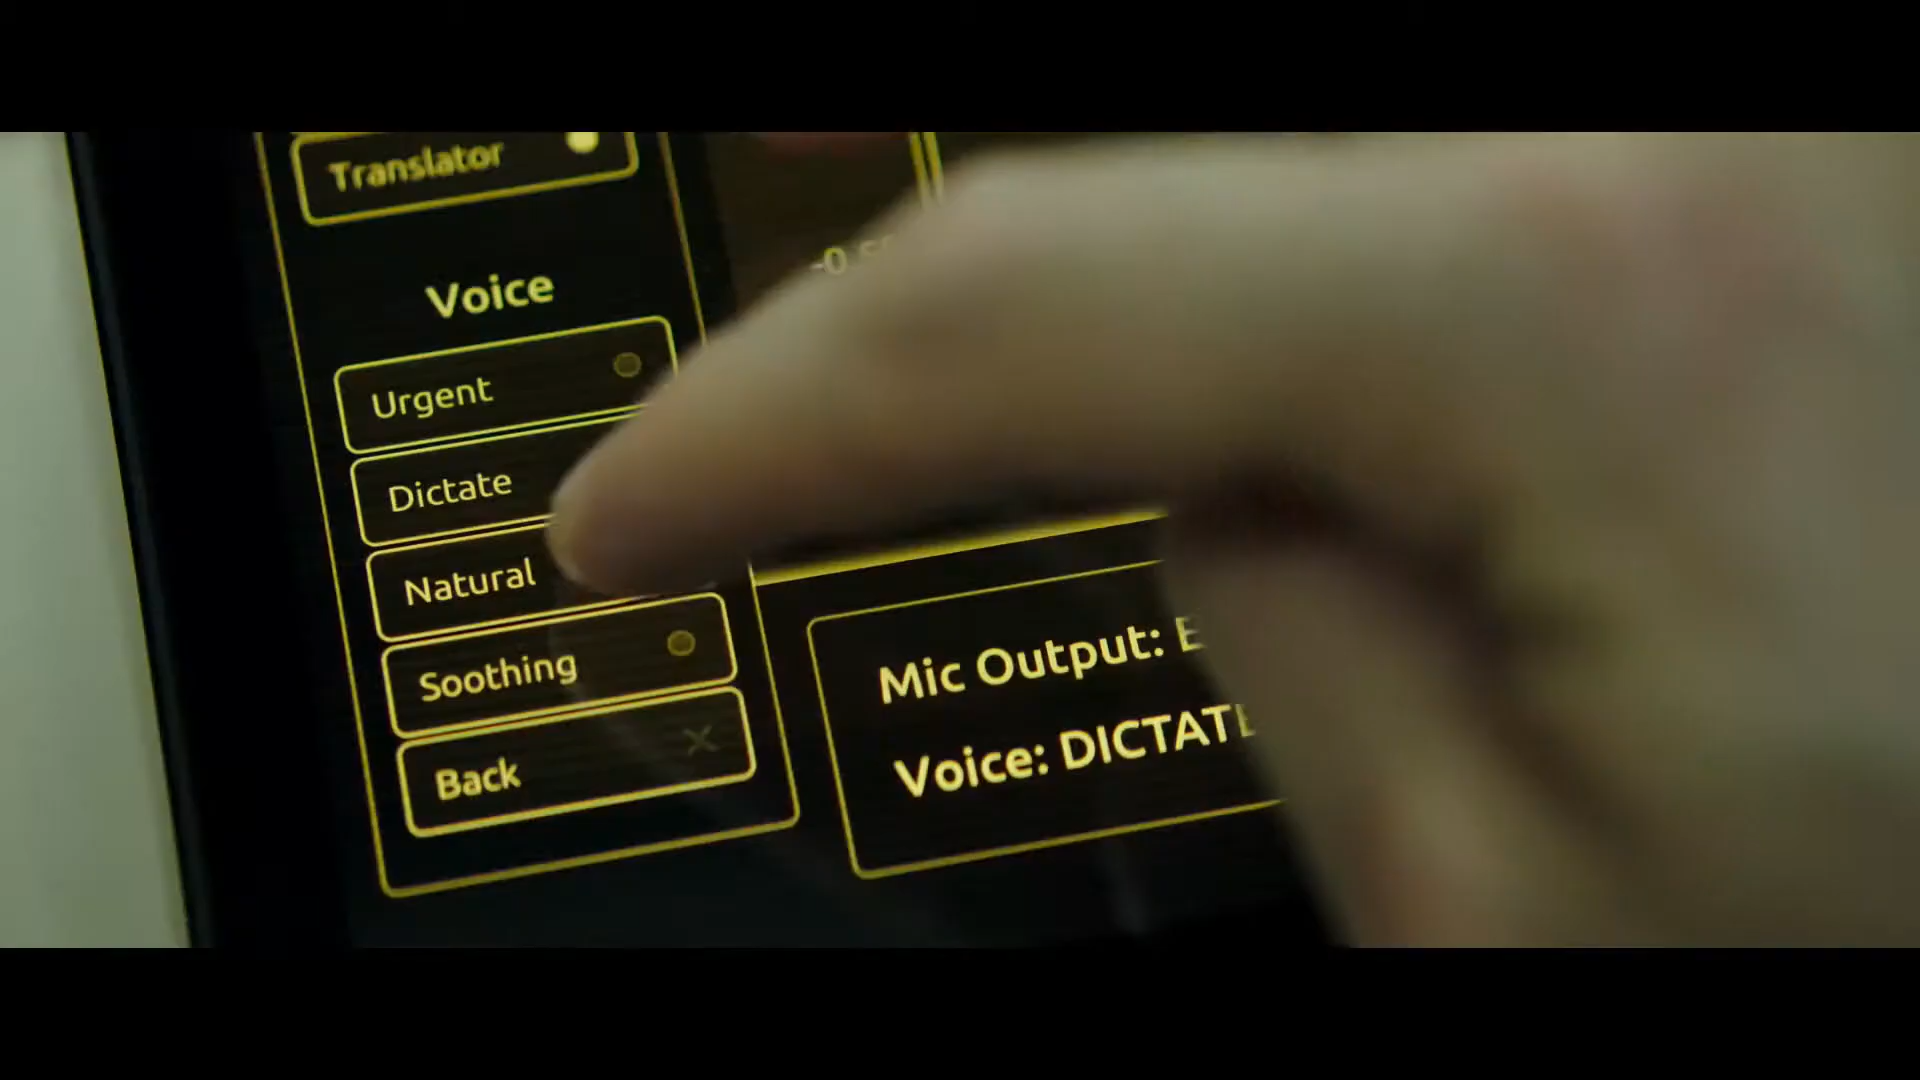 Translator
Voice
Urgent
Dictate
Natural
Soothing
Back
Mic Output:
Voice: DICTATE